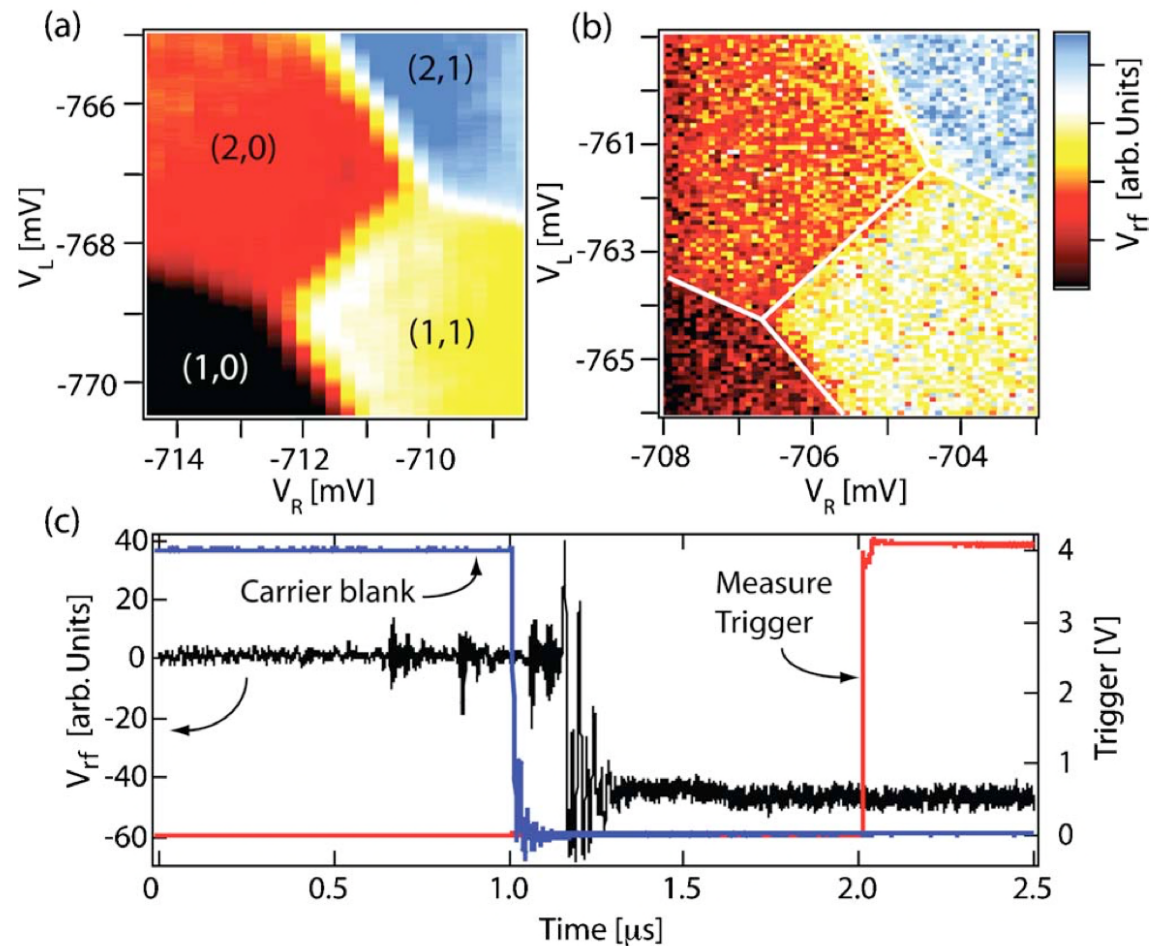 (a)
(b)
(2,1)
(2,0)
(1,1)
(1,0)
-766
-768
-770
V_L [mV]
-714
-712
-710
V_R [mV]
-761
-763
-765
V_L [mV]
-708
-706
-704
V_R [mV]
V_rf [arb. Units]
(c)
40
20
0
-20
-40
-60
V_rf [arb. Units]
Carrier blank
Measure
Trigger
4
3
2
1
0
Trigger [V]
0
0.5
1.0
1.5
2.0
2.5
Time [μs]